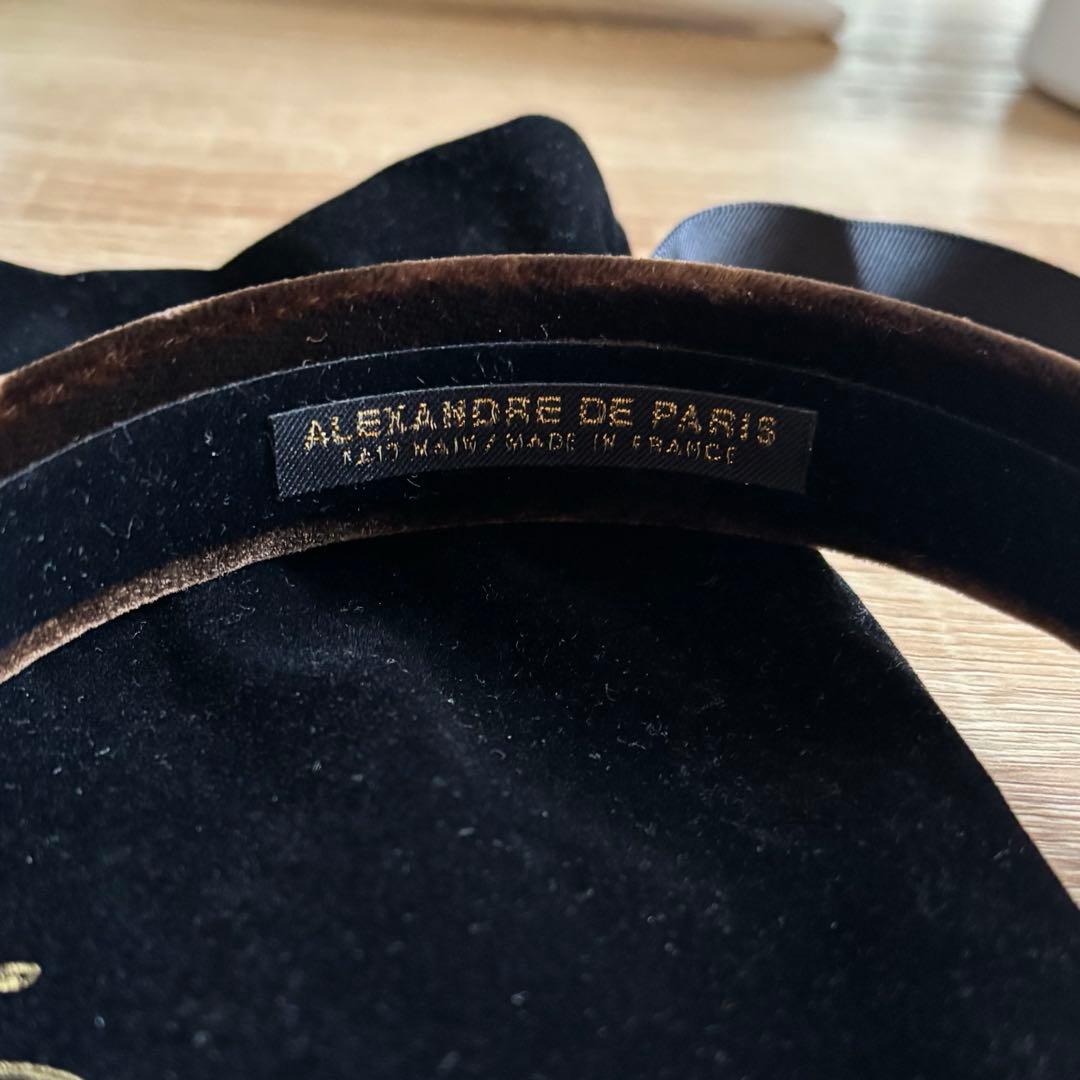 ALEXANDRE DE PARIS
FAIT MAIN / MADE IN FRANCE